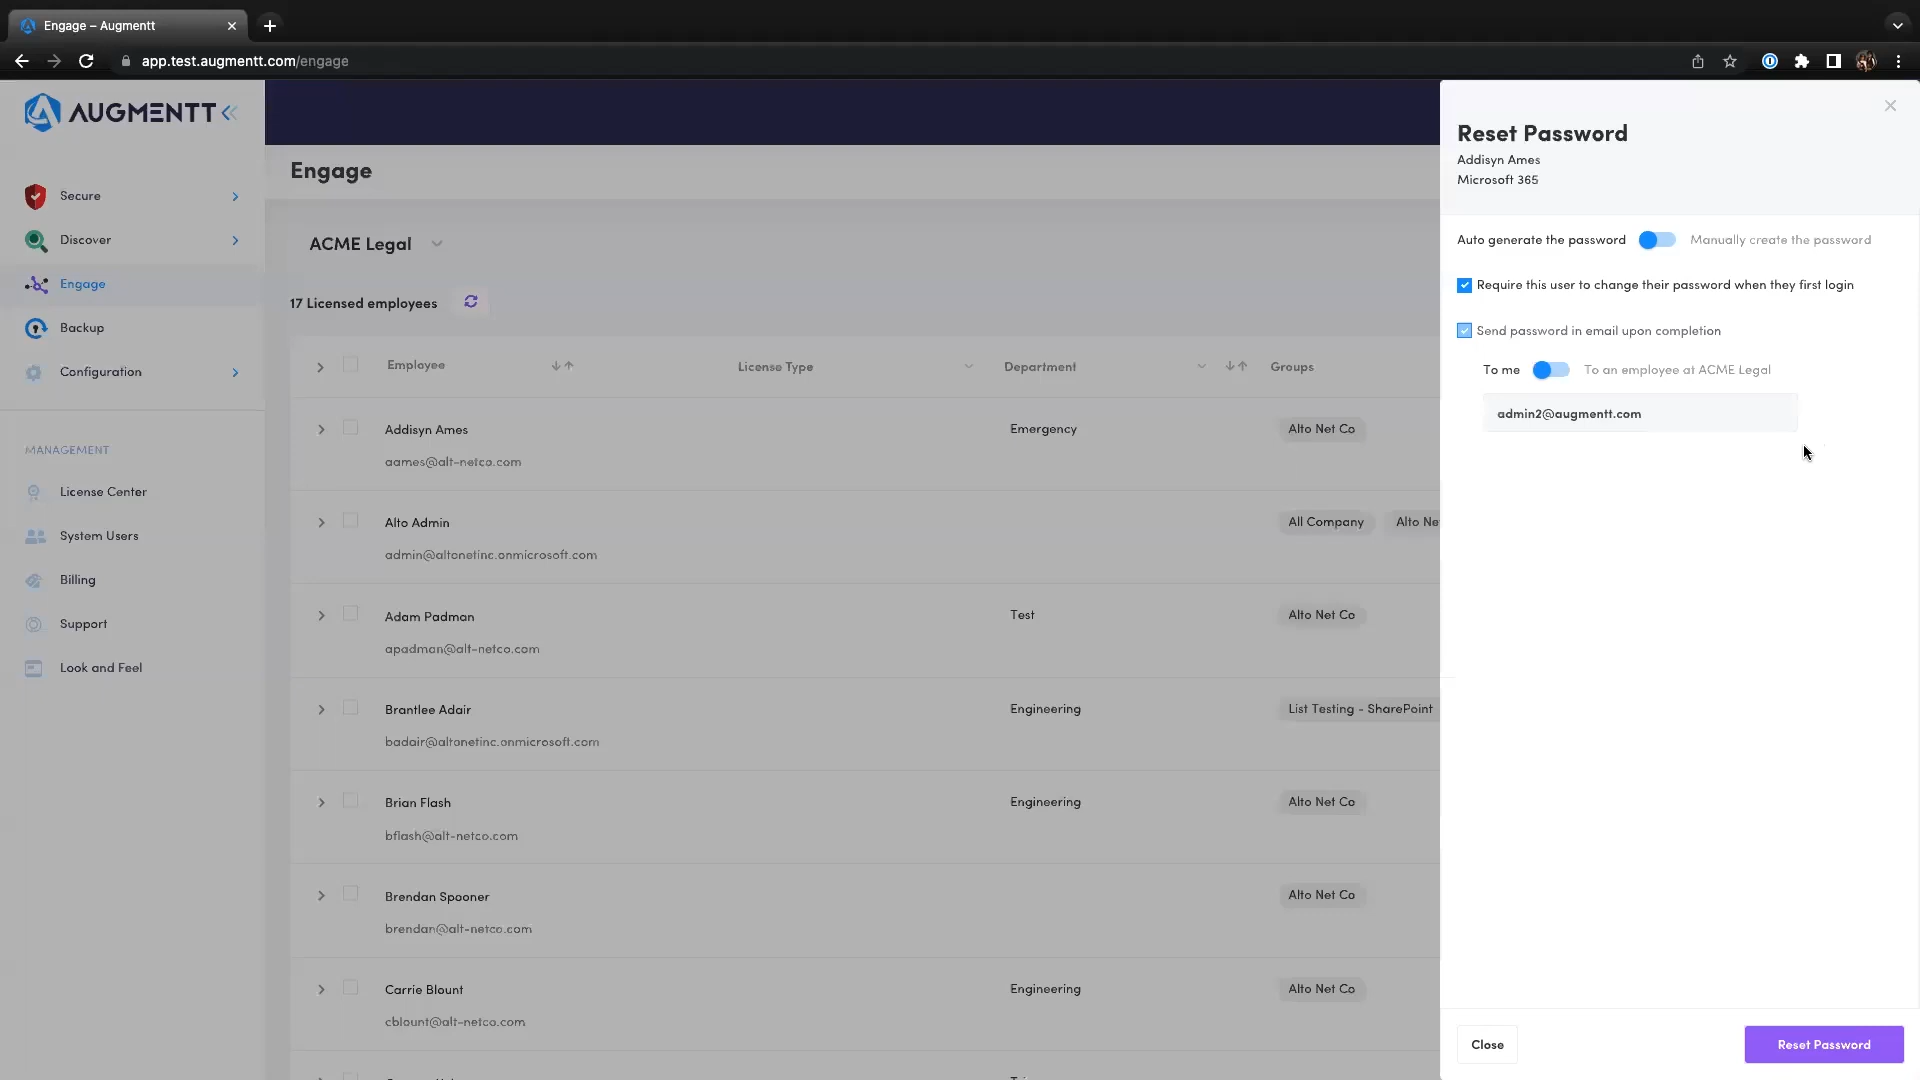 Engage – Augmentt
app.test.augmentt.com/engage
AUGMENTT
Secure
Discover
Engage
Backup
Configuration
MANAGEMENT
License Center
System Users
Billing
Support
Look and Feel
Engage
ACME Legal
17 Licensed employees
Employee License Type Department Groups
Addisyn Ames Emergency Alto Net Co
aames@alt-netco.com
Alto Admin All Company Alto Ne
admin@altonetinc.onmicrosoft.com
Adam Padman Test Alto Net Co
apadman@alt-netco.com
Brantlee Adair Engineering List Testing - SharePoint
badair@altonetinc.onmicrosoft.com
Brian Flash Engineering Alto Net Co
bflash@alt-netco.com
Brendan Spooner Alto Net Co
brendan@alt-netco.com
Carrie Blount Engineering Alto Net Co
cblount@alt-netco.com
Reset Password
Addisyn Ames
Microsoft 365
Auto generate the password Manually create the password
Require this user to change their password when they first login
Send password in email upon completion
To me To an employee at ACME Legal
admin2@augmentt.com
Close Reset Password